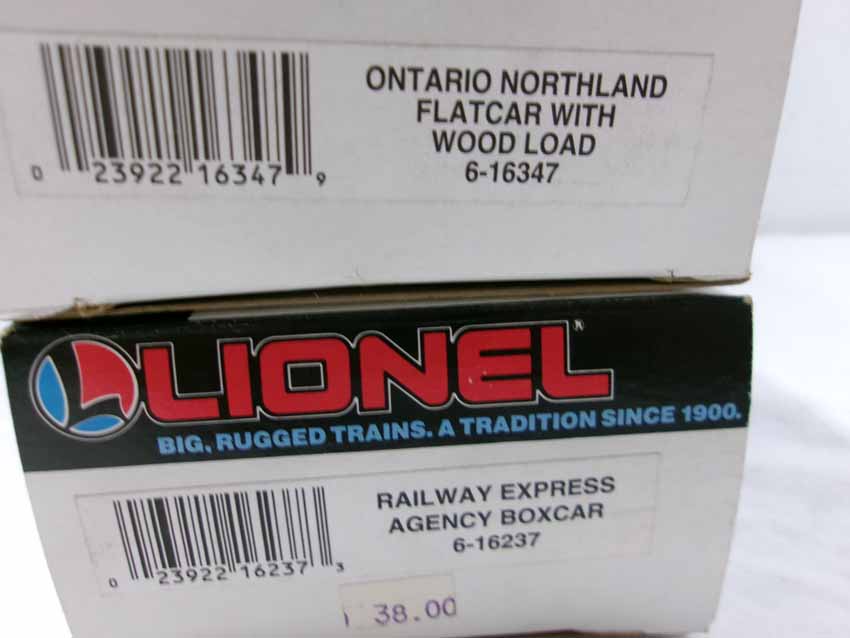 ONTARIO NORTHLAND
FLATCAR WITH
WOOD LOAD
6-16347
0 23922 16347 9
LIONEL
BIG, RUGGED TRAINS. A TRADITION SINCE 1900.
RAILWAY EXPRESS
AGENCY BOXCAR
6-16237
0 23922 16237 3
38.00